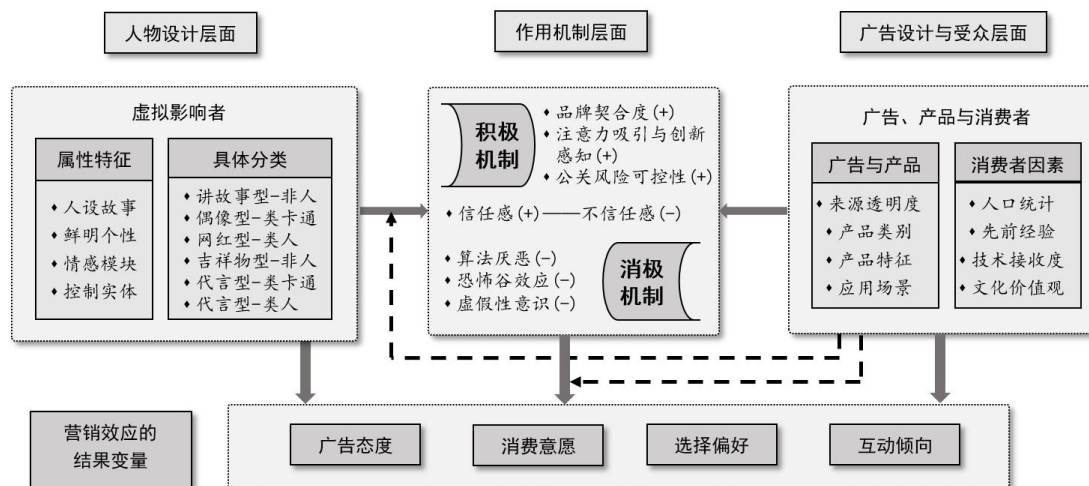 人物设计层面
作用机制层面
广告设计与受众层面
虚拟影响者
属性特征
♦ 人设故事
♦ 鲜明个性
♦ 情感模块
♦ 控制实体
具体分类
♦ 讲故事型-非人
♦ 偶像型-类卡通
♦ 网红型-类人
♦ 吉祥物型-非人
♦ 代言型-类卡通
♦ 代言型-类人
积极
机制
♦ 品牌契合度(+)
♦ 注意力吸引与创新
感知(+)
♦ 公关风险可控性(+)
♦ 信任感(+)——不信任感(-)
♦ 算法厌恶(-)
♦ 恐怖谷效应(-)
♦ 虚假性意识(-)
消极
机制
广告、产品与消费者
广告与产品
♦ 来源透明度
♦ 产品类别
♦ 产品特征
♦ 应用场景
消费者因素
♦ 人口统计
♦ 先前经验
♦ 技术接收度
♦ 文化价值观
营销效应的
结果变量
广告态度
消费意愿
选择偏好
互动倾向